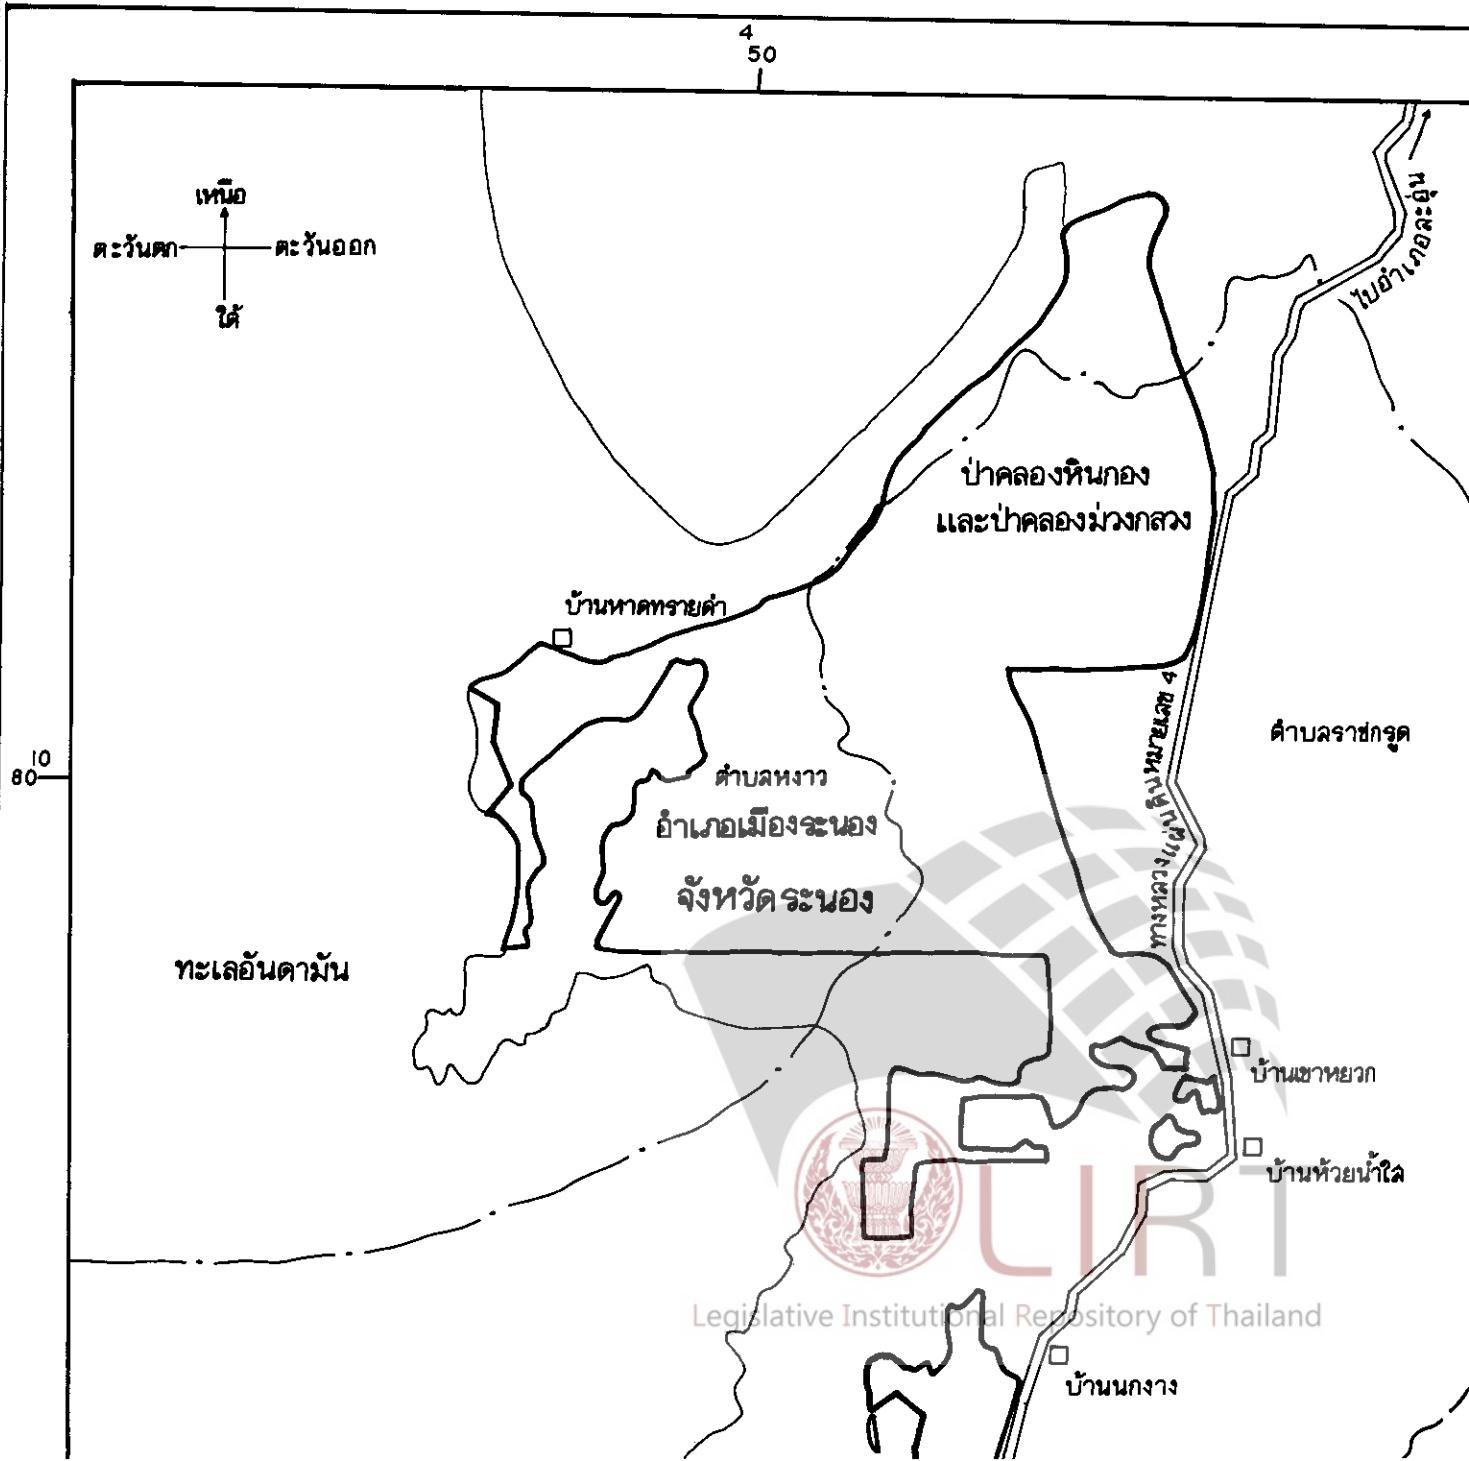 4
50
เหนือ
ตะวันตก
ตะวันออก
ใต้
ไปอำเภอละอุ่น
ป่าคลองหินกอง
และป่าคลองม่วงกลวง
บ้านหาดทรายดำ
ทางหลวงแผ่นดินหมายเลข 4
ตำบลราชกรูด
10
80
ตำบลหงาว
อำเภอเมืองระนอง
จังหวัดระนอง
ทะเลอันดามัน
บ้านเขาหยวก
บ้านห้วยน้ำใส
LIRT
Legislative Institutional Repository of Thailand
บ้านนกงาง